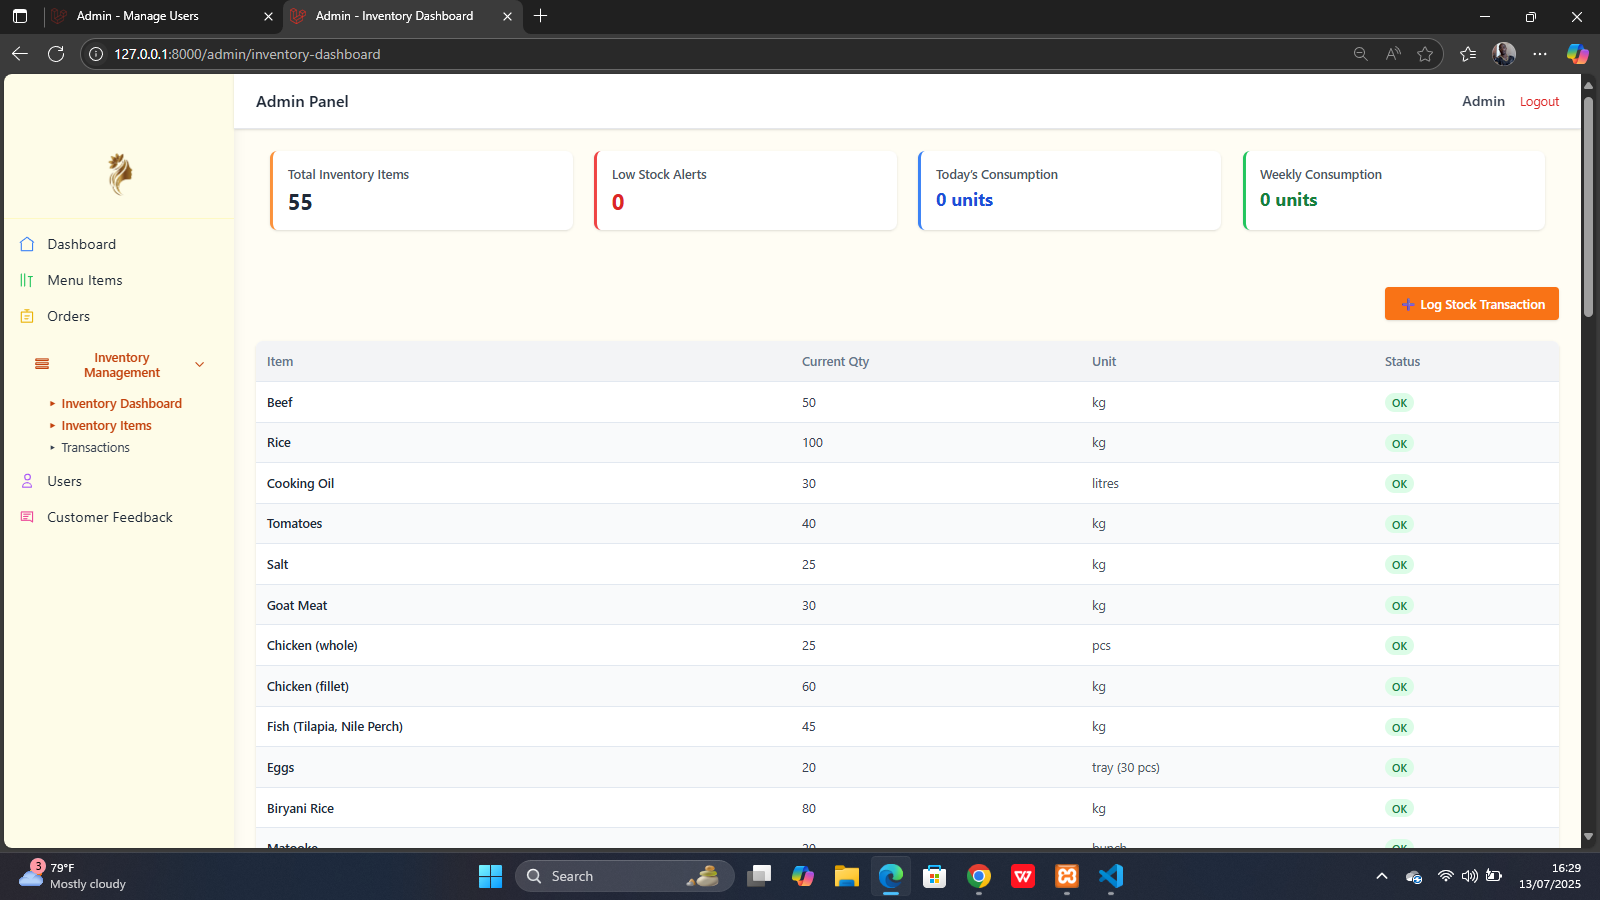 Admin - Manage Users
Admin - Inventory Dashboard
127.0.0.1:8000/admin/inventory-dashboard
Admin Panel
Admin
Logout
Total Inventory Items
55
Low Stock Alerts
0
Today's Consumption
0 units
Weekly Consumption
0 units
Dashboard
Menu Items
Orders
Inventory
Management
Inventory Dashboard
Inventory Items
Transactions
Users
Customer Feedback
Log Stock Transaction
Item Current Qty Unit Status
Beef 50 kg OK
Rice 100 kg OK
Cooking Oil 30 litres OK
Tomatoes 40 kg OK
Salt 25 kg OK
Goat Meat 30 kg OK
Chicken (whole) 25 pcs OK
Chicken (fillet) 60 kg OK
Fish (Tilapia, Nile Perch) 45 kg OK
Eggs 20 tray (30 pcs) OK
Biryani Rice 80 kg OK
Matooke 20 bunch OK
3
79°F
Mostly cloudy
Search
16:29
13/07/2025